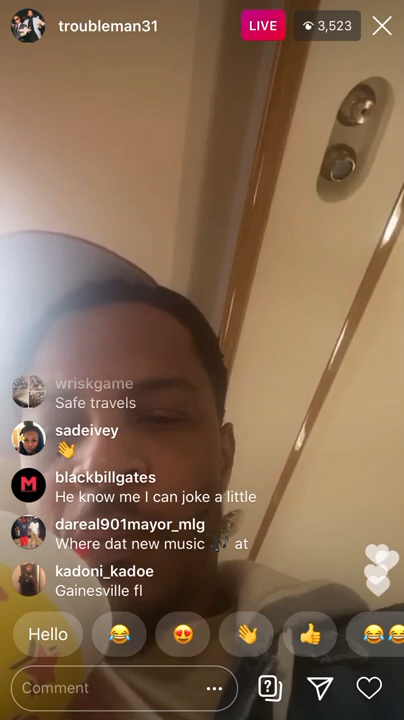 troubleman31
LIVE
3,523
wriskgame
Safe travels
sadeivey
👋
blackbillgates
He know me I can joke a little
dareal901mayor_mlg
Where dat new music 🎶 at
kadoni_kadoe
Gainesville fl
Hello 😂 😍 👋 👍 😂😂
Comment